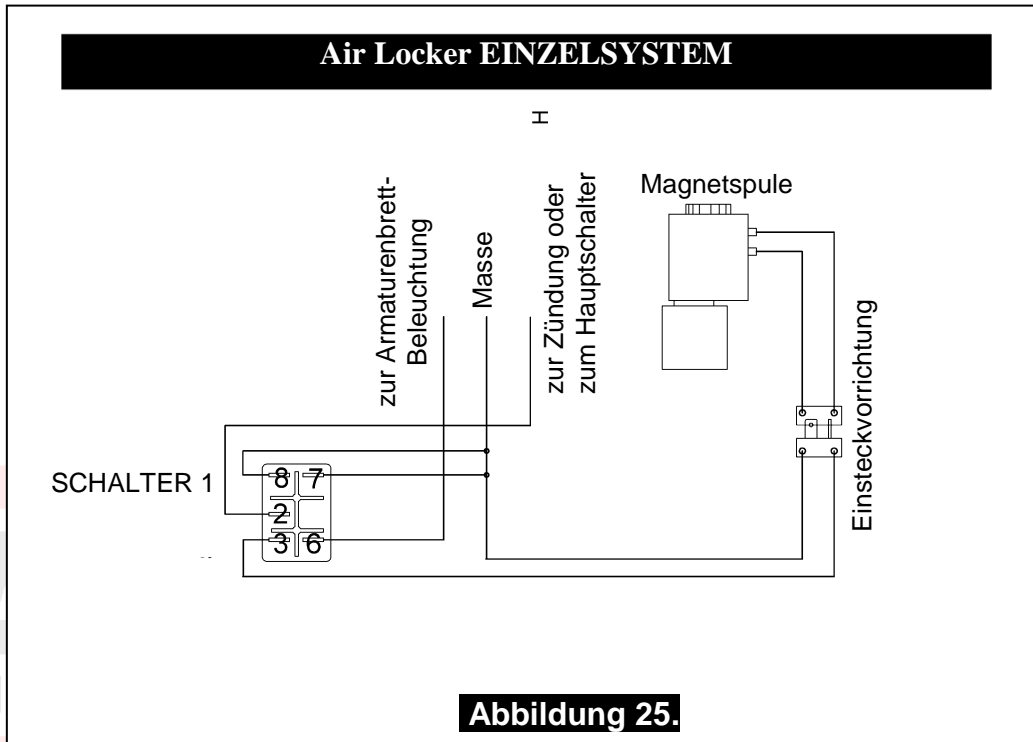 Air Locker EINZELSYSTEM
H
zur Armaturenbrett-
Beleuchtung
Masse
zur Zündung oder
zum Hauptschalter
Magnetspule
Einsteckvorrichtung
SCHALTER 1
8 7
2
3 6
Abbildung 25.